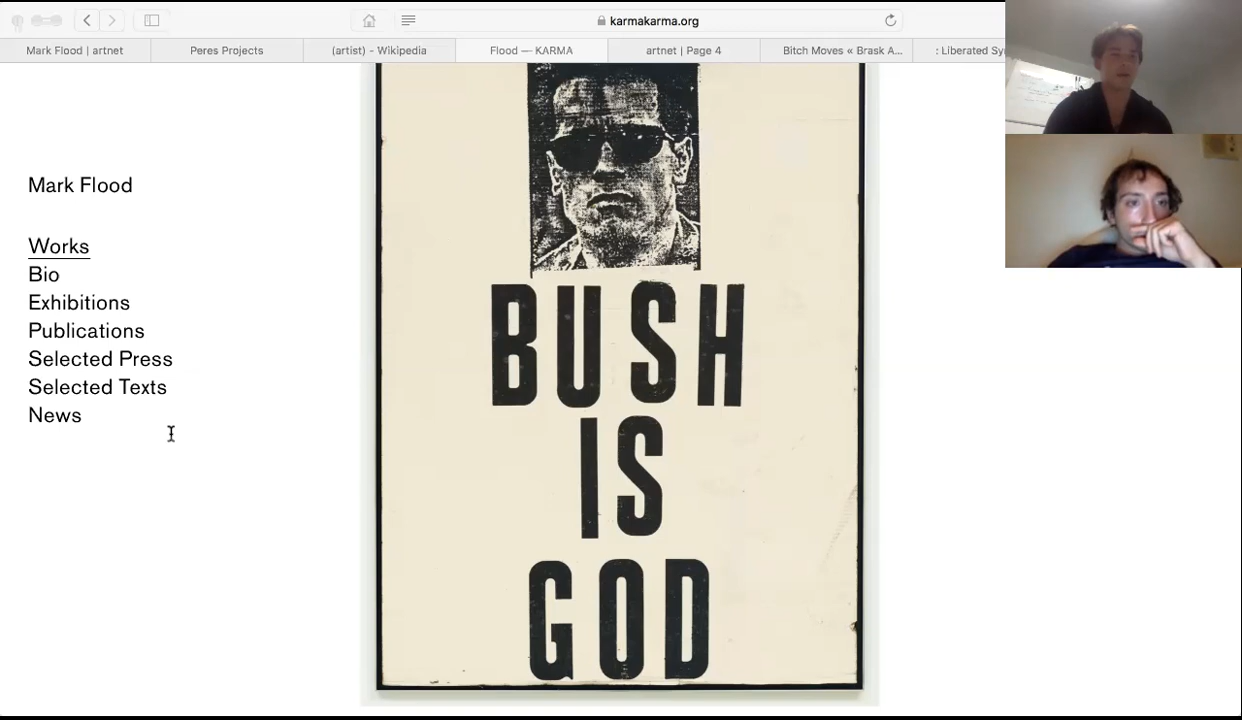 karmakarma.org
Mark Flood | artnet
Peres Projects
(artist) - Wikipedia
Flood — KARMA
artnet | Page 4
Bitch Moves « Brask A...
: Liberated Sy
Mark Flood
Works
Bio
Exhibitions
Publications
Selected Press
Selected Texts
News
BUSH
IS
GOD